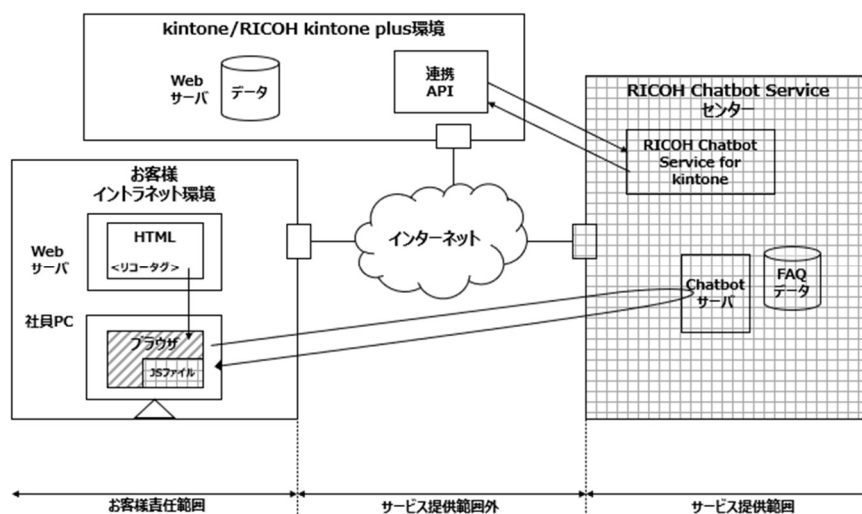 kintone/RICOH kintone plus環境
Web
サーバ
データ
連携
API
RICOH Chatbot Service
センター
RICOH Chatbot
Service for
kintone
お客様
イントラネット環境
Web
サーバ
HTML
<リコータグ>
インターネット
Chatbot
サーバ
FAQ
データ
社員PC
ブラウザ
JSファイル
お客様責任範囲
サービス提供範囲外
サービス提供範囲